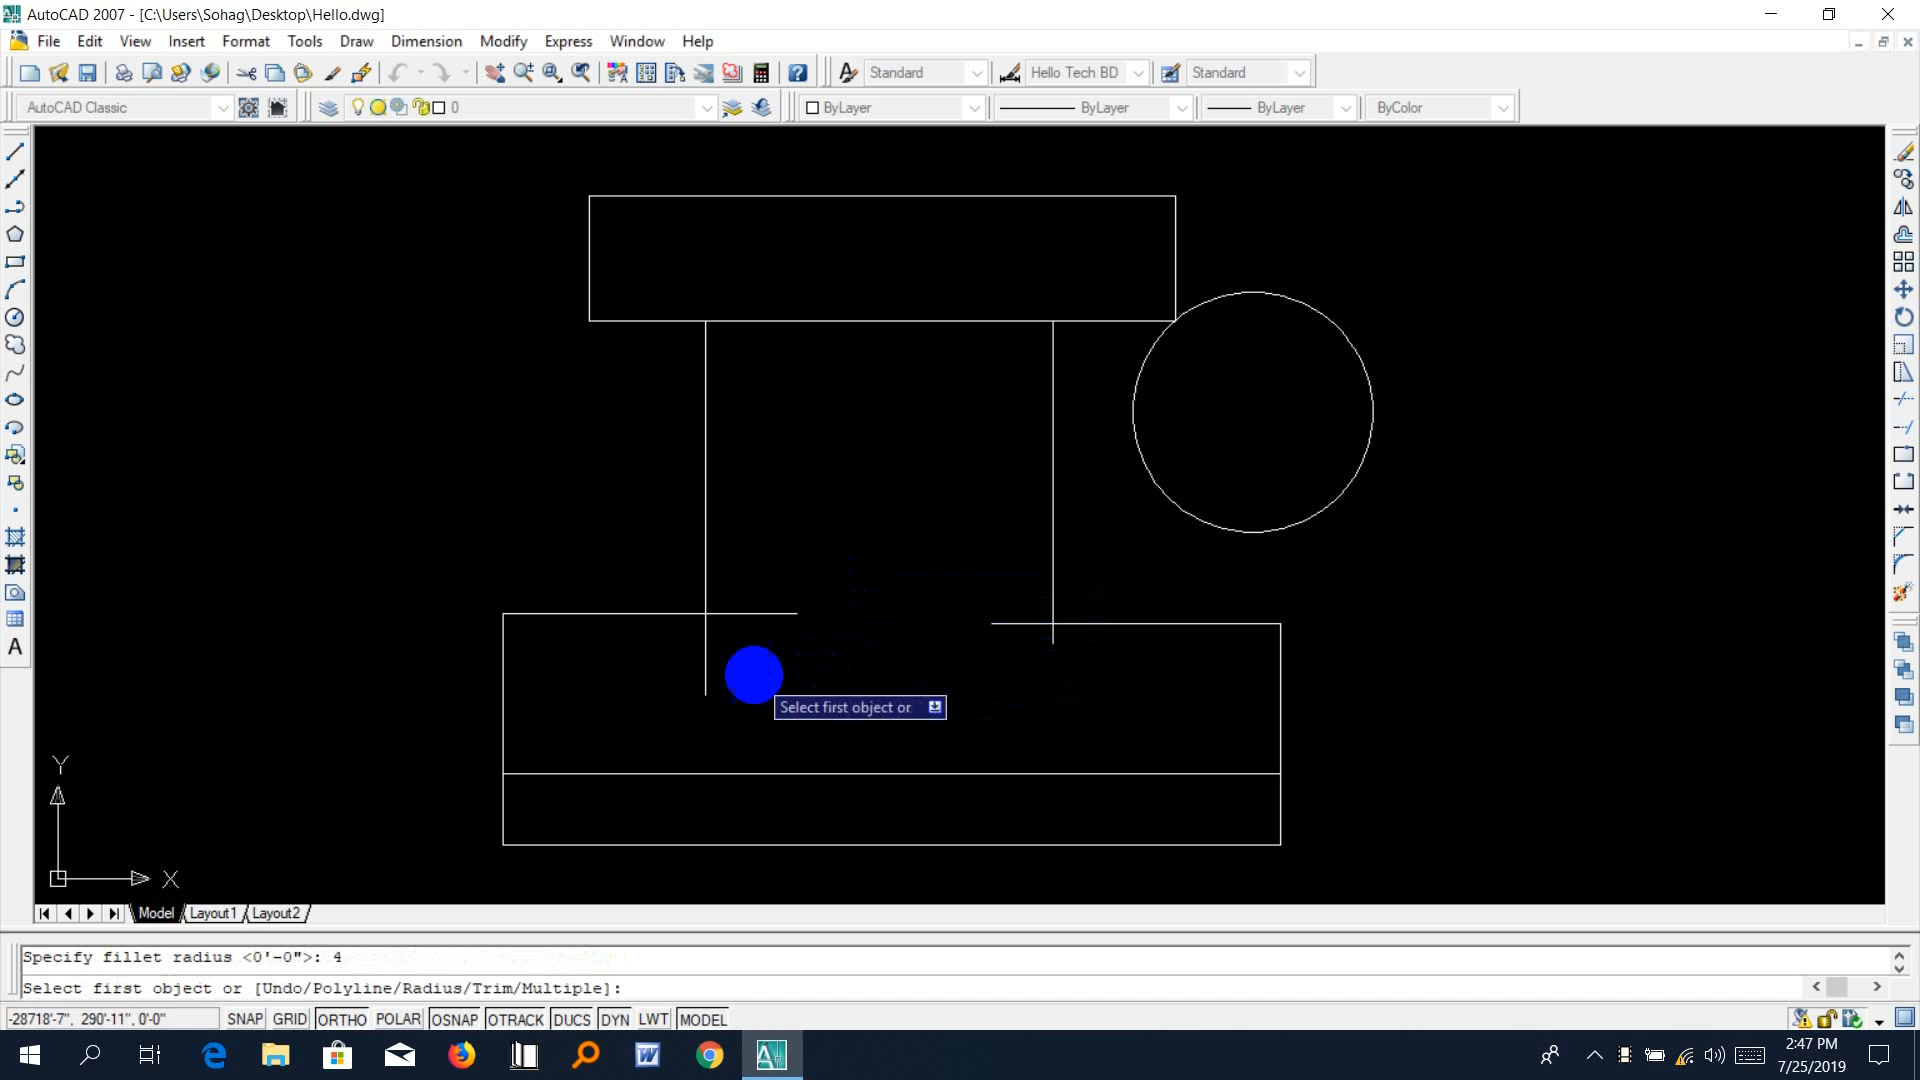 AutoCAD 2007 - [C:\Users\Sohag\Desktop\Hello.dwg]
File Edit View Insert Format Tools Draw Dimension Modify Express Window Help
Standard Hello Tech BD Standard
AutoCAD Classic 0 ByLayer ByLayer ByLayer ByColor
A
Select first object or
Y
X
Model Layout1 Layout2
Specify fillet radius <0'-0">: 4
Select first object or [Undo/Polyline/Radius/Trim/Multiple]:
-28718'-7", 290'-11", 0'-0" SNAP GRID ORTHO POLAR OSNAP OTRACK DUCS DYN LWT MODEL
2:47 PM
7/25/2019